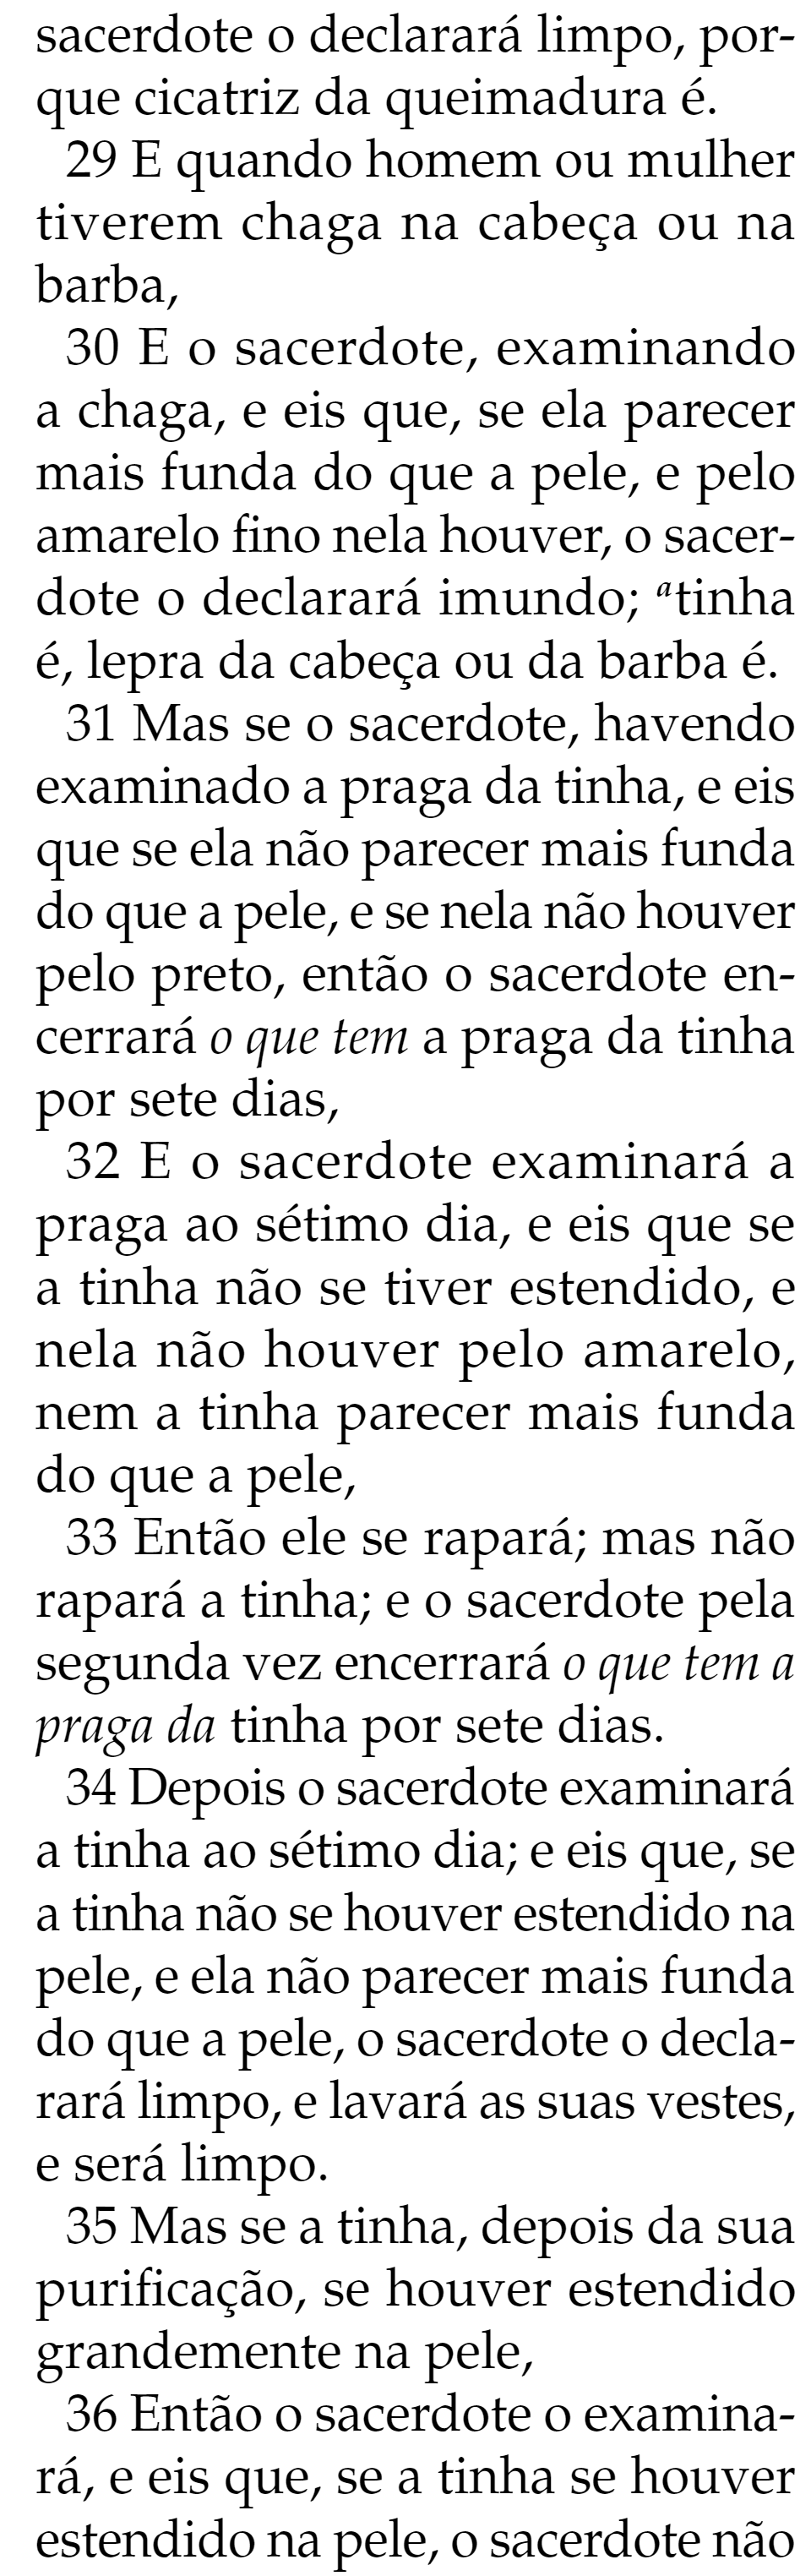 sacerdote o declarará limpo, por-
que cicatriz da queimadura é.
29 E quando homem ou mulher
tiverem chaga na cabeça ou na
barba,
30 E o sacerdote, examinando
a chaga, e eis que, se ela parecer
mais funda do que a pele, e pelo
amarelo fino nela houver, o sacer-
dote o declarará imundo; ᵃtinha
é, lepra da cabeça ou da barba é.
31 Mas se o sacerdote, havendo
examinado a praga da tinha, e eis
que se ela não parecer mais funda
do que a pele, e se nela não houver
pelo preto, então o sacerdote en-
cerrará o que tem a praga da tinha
por sete dias,
32 E o sacerdote examinará a
praga ao sétimo dia, e eis que se
a tinha não se tiver estendido, e
nela não houver pelo amarelo,
nem a tinha parecer mais funda
do que a pele,
33 Então ele se rapará; mas não
rapará a tinha; e o sacerdote pela
segunda vez encerrará o que tem a
praga da tinha por sete dias.
34 Depois o sacerdote examinará
a tinha ao sétimo dia; e eis que, se
a tinha não se houver estendido na
pele, e ela não parecer mais funda
do que a pele, o sacerdote o decla-
rará limpo, e lavará as suas vestes,
e será limpo.
35 Mas se a tinha, depois da sua
purificação, se houver estendido
grandemente na pele,
36 Então o sacerdote o examina-
rá, e eis que, se a tinha se houver
estendido na pele, o sacerdote não